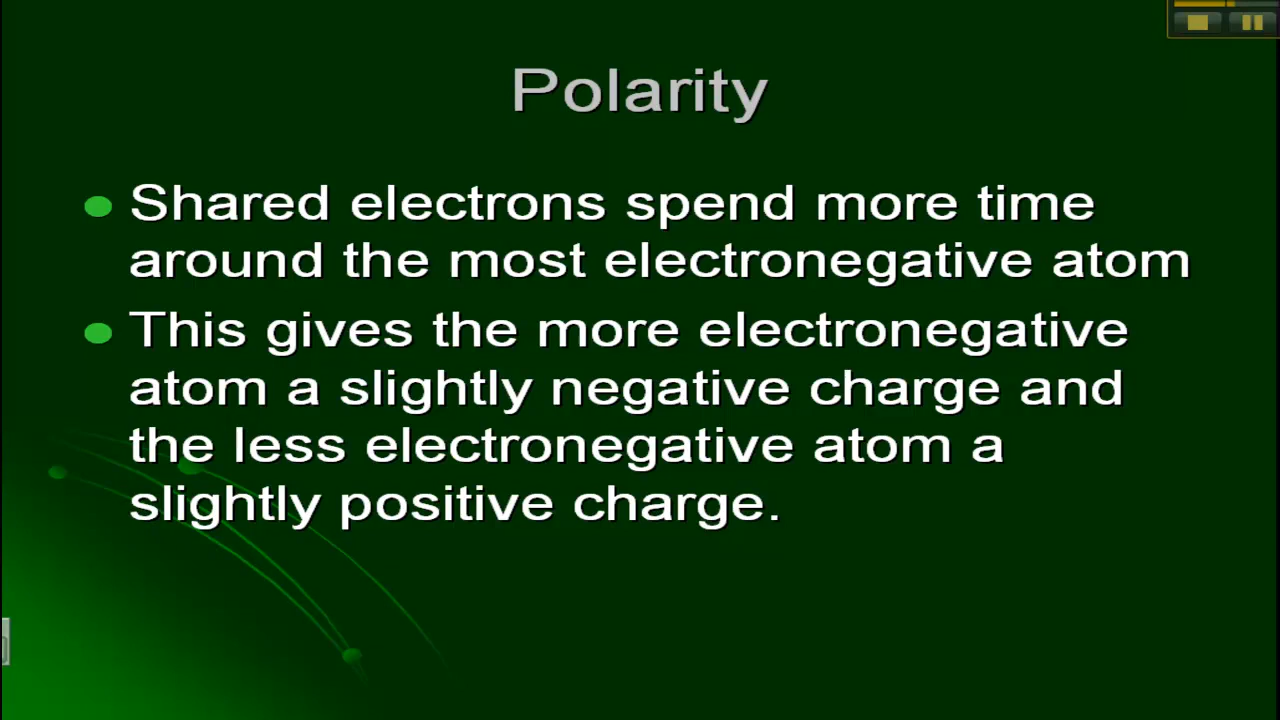 Polarity
Shared electrons spend more time
around the most electronegative atom
This gives the more electronegative
atom a slightly negative charge and
the less electronegative atom a
slightly positive charge.